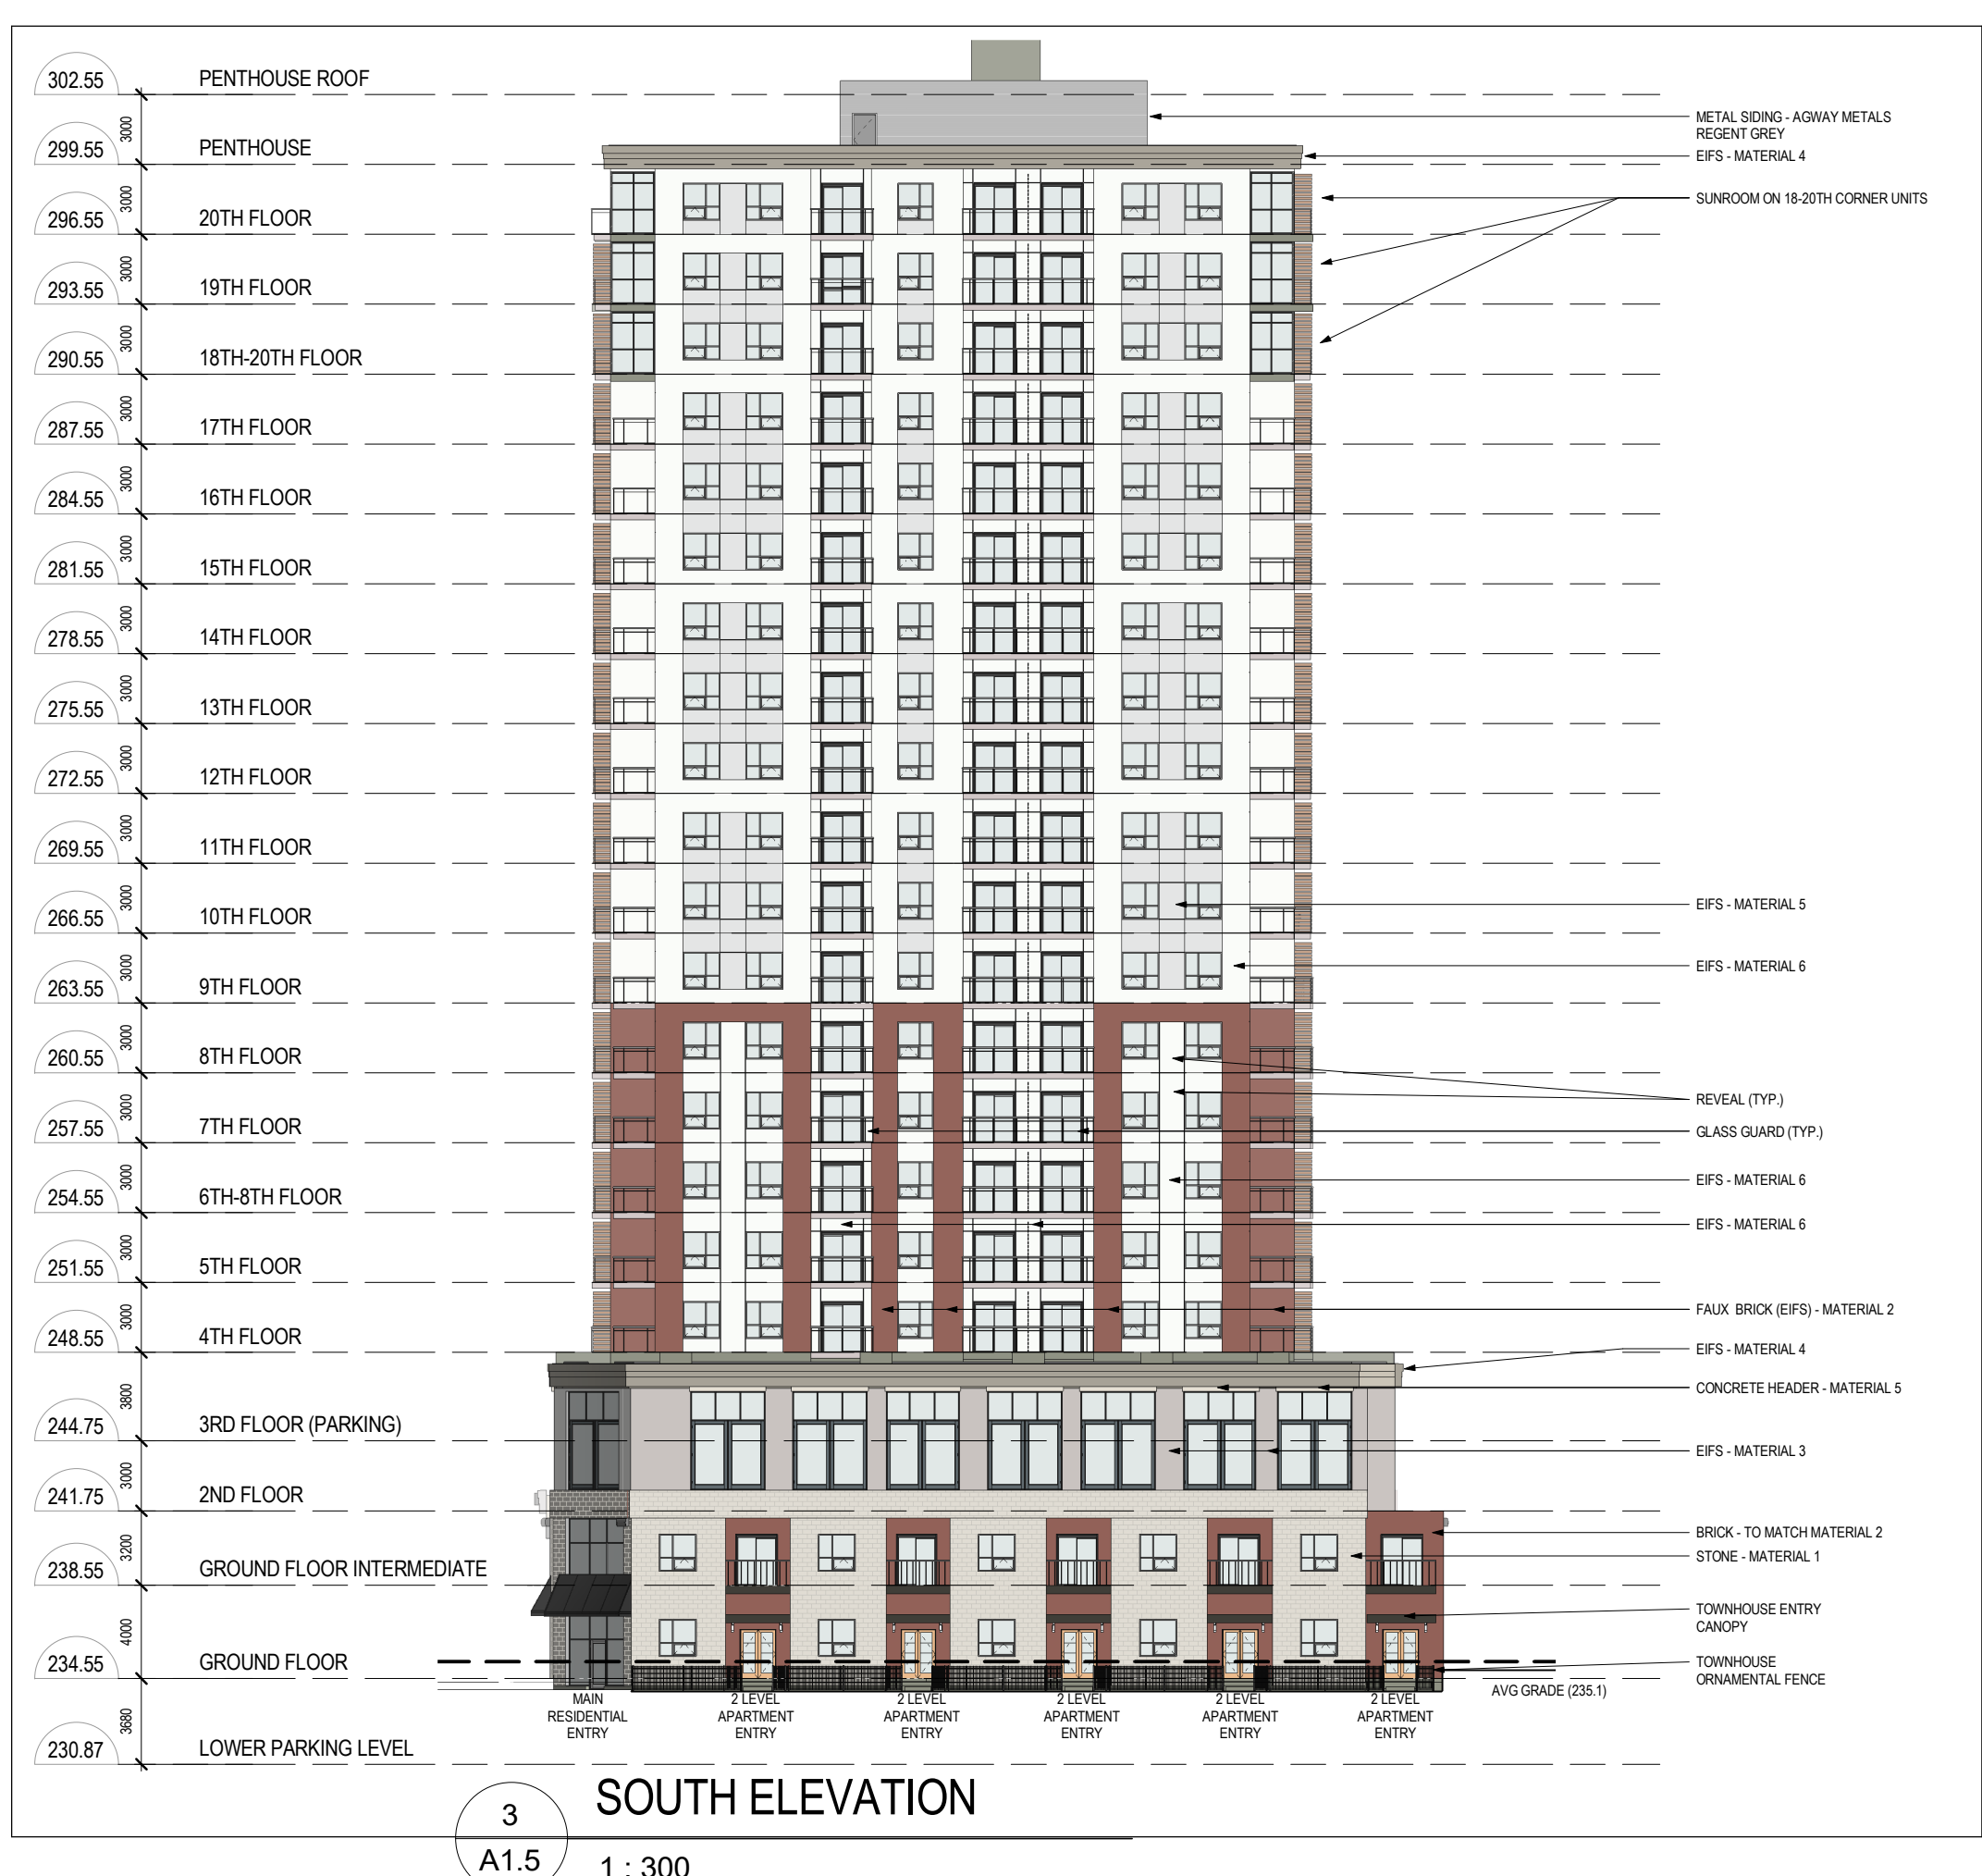 302.55 PENTHOUSE ROOF
3000
299.55 PENTHOUSE
3000
296.55 20TH FLOOR
3000
293.55 19TH FLOOR
3000
290.55 18TH-20TH FLOOR
3000
287.55 17TH FLOOR
3000
284.55 16TH FLOOR
3000
281.55 15TH FLOOR
3000
278.55 14TH FLOOR
3000
275.55 13TH FLOOR
3000
272.55 12TH FLOOR
3000
269.55 11TH FLOOR
3000
266.55 10TH FLOOR
3000
263.55 9TH FLOOR
3000
260.55 8TH FLOOR
3000
257.55 7TH FLOOR
3000
254.55 6TH-8TH FLOOR
3000
251.55 5TH FLOOR
3000
248.55 4TH FLOOR
3800
244.75 3RD FLOOR (PARKING)
3000
241.75 2ND FLOOR
3200
238.55 GROUND FLOOR INTERMEDIATE
4000
234.55 GROUND FLOOR
3680
230.87 LOWER PARKING LEVEL
METAL SIDING - AGWAY METALS
REGENT GREY
EIFS - MATERIAL 4
SUNROOM ON 18-20TH CORNER UNITS
EIFS - MATERIAL 5
EIFS - MATERIAL 6
REVEAL (TYP.)
GLASS GUARD (TYP.)
EIFS - MATERIAL 6
EIFS - MATERIAL 6
FAUX BRICK (EIFS) - MATERIAL 2
EIFS - MATERIAL 4
CONCRETE HEADER - MATERIAL 5
EIFS - MATERIAL 3
BRICK - TO MATCH MATERIAL 2
STONE - MATERIAL 1
TOWNHOUSE ENTRY
CANOPY
TOWNHOUSE
ORNAMENTAL FENCE
AVG GRADE (235.1)
MAIN
RESIDENTIAL
ENTRY
2 LEVEL
APARTMENT
ENTRY
2 LEVEL
APARTMENT
ENTRY
2 LEVEL
APARTMENT
ENTRY
2 LEVEL
APARTMENT
ENTRY
2 LEVEL
APARTMENT
ENTRY
3
A1.5
SOUTH ELEVATION
1 : 300